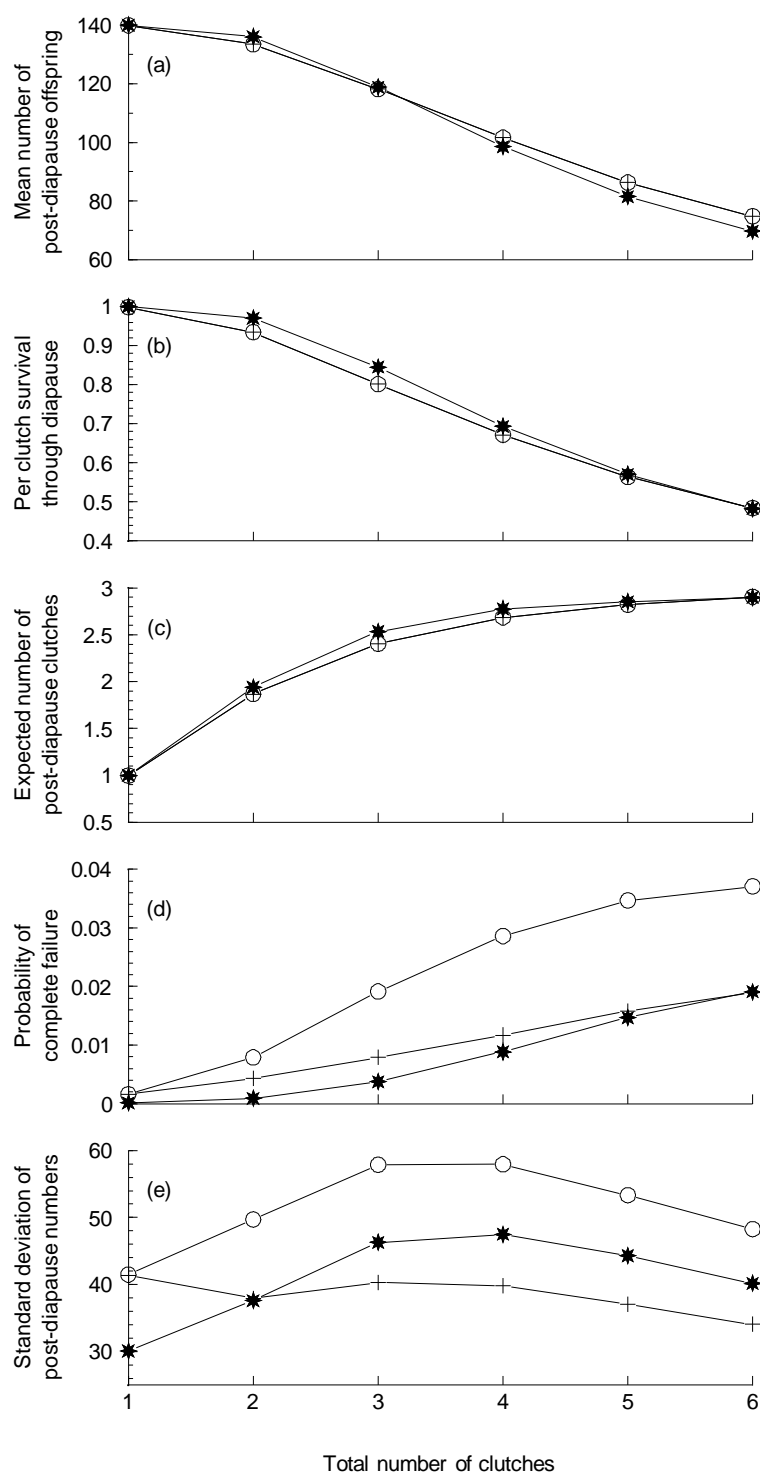 140
120
100
80
60
(a)
Mean number of
post-diapause offspring
1
0.9
0.8
0.7
0.6
0.5
0.4
(b)
Per clutch survival
through diapause
3
2.5
2
1.5
1
0.5
(c)
Expected number of
post-diapause clutches
0.04
0.03
0.02
0.01
0
(d)
Probability of
complete failure
60
50
40
30
(e)
Standard deviation of
post-diapause numbers
1 2 3 4 5 6
Total number of clutches